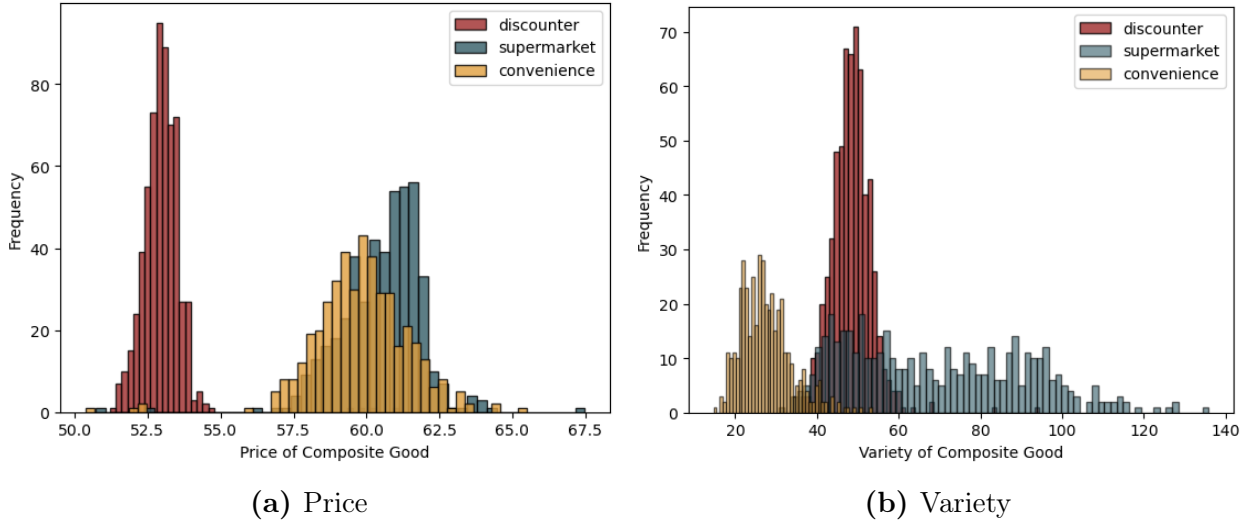 discounter
supermarket
convenience
Frequency
80
60
40
20
0
50.0 52.5 55.0 57.5 60.0 62.5 65.0 67.5
Price of Composite Good
(a) Price
discounter
supermarket
convenience
Frequency
70
60
50
40
30
20
10
0
20 40 60 80 100 120 140
Variety of Composite Good
(b) Variety